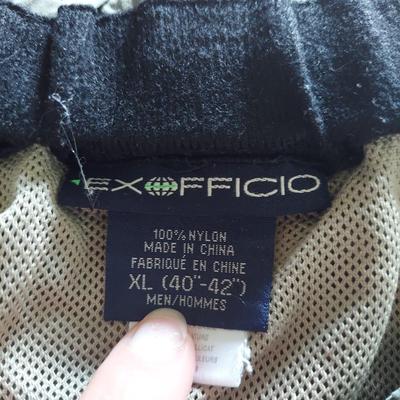 EXOFFICIO
100% NYLON
MADE IN CHINA
FABRIQUÉ EN CHINE
XL (40"-42")
MEN/HOMMES